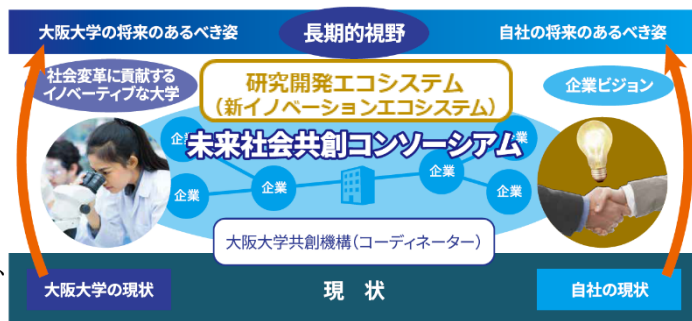 大阪大学の将来のあるべき姿
長期的視野
自社の将来のあるべき姿
社会変革に貢献する
イノベーティブな大学
研究開発エコシステム
（新イノベーションエコシステム）
企業ビジョン
未来社会共創コンソーシアム
企業
企業
企業
企業
企業
大阪大学共創機構（コーディネーター）
大阪大学の現状
現　状
自社の現状
、